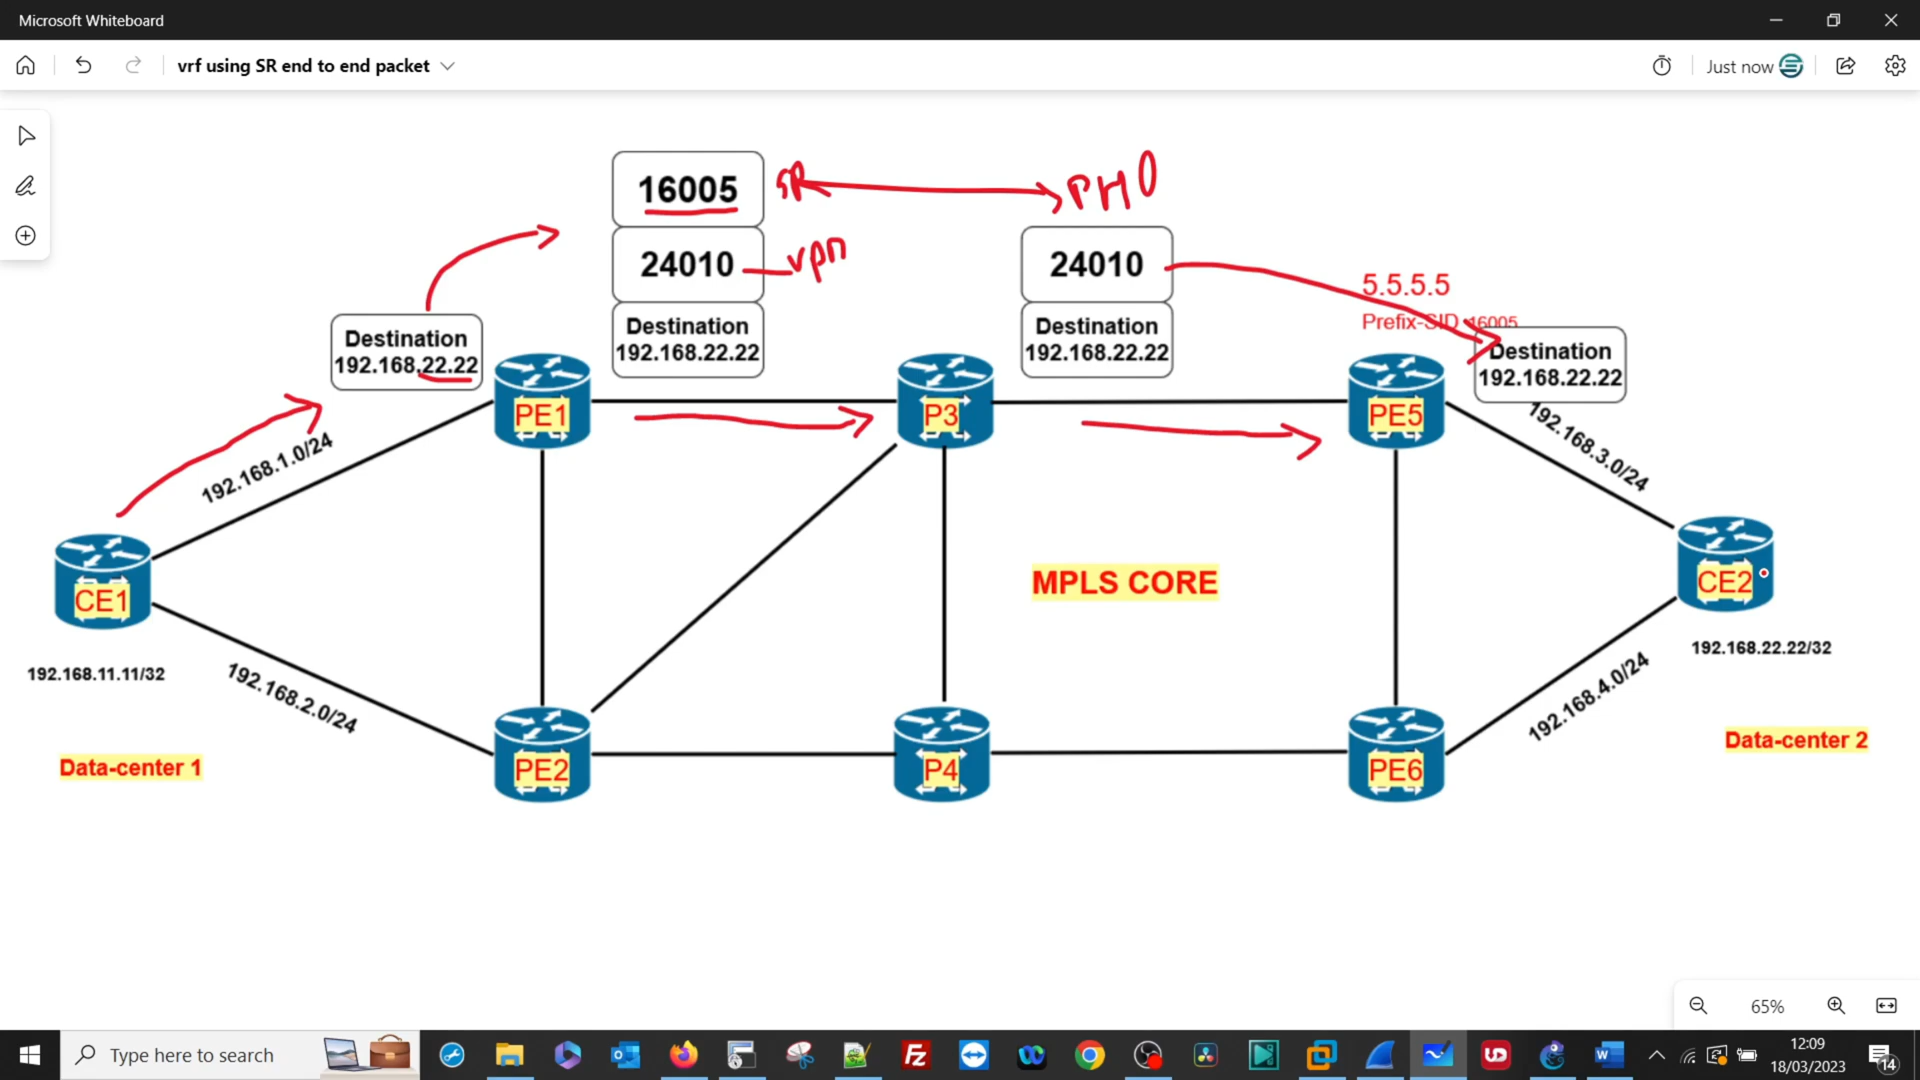 Microsoft Whiteboard
vrf using SR end to end packet
Just now
16005
SR
PHP
24010
vpn
24010
5.5.5.5
Prefix-SID 16005
Destination
192.168.22.22
Destination
192.168.22.22
Destination
192.168.22.22
Destination
192.168.22.22
PE1
P3
PE5
192.168.1.0/24
192.168.3.0/24
CE1
MPLS CORE
CE2
192.168.11.11/32
192.168.22.22/32
192.168.2.0/24
192.168.4.0/24
Data-center 1
PE2
P4
PE6
Data-center 2
65%
Type here to search
12:09
18/03/2023
14